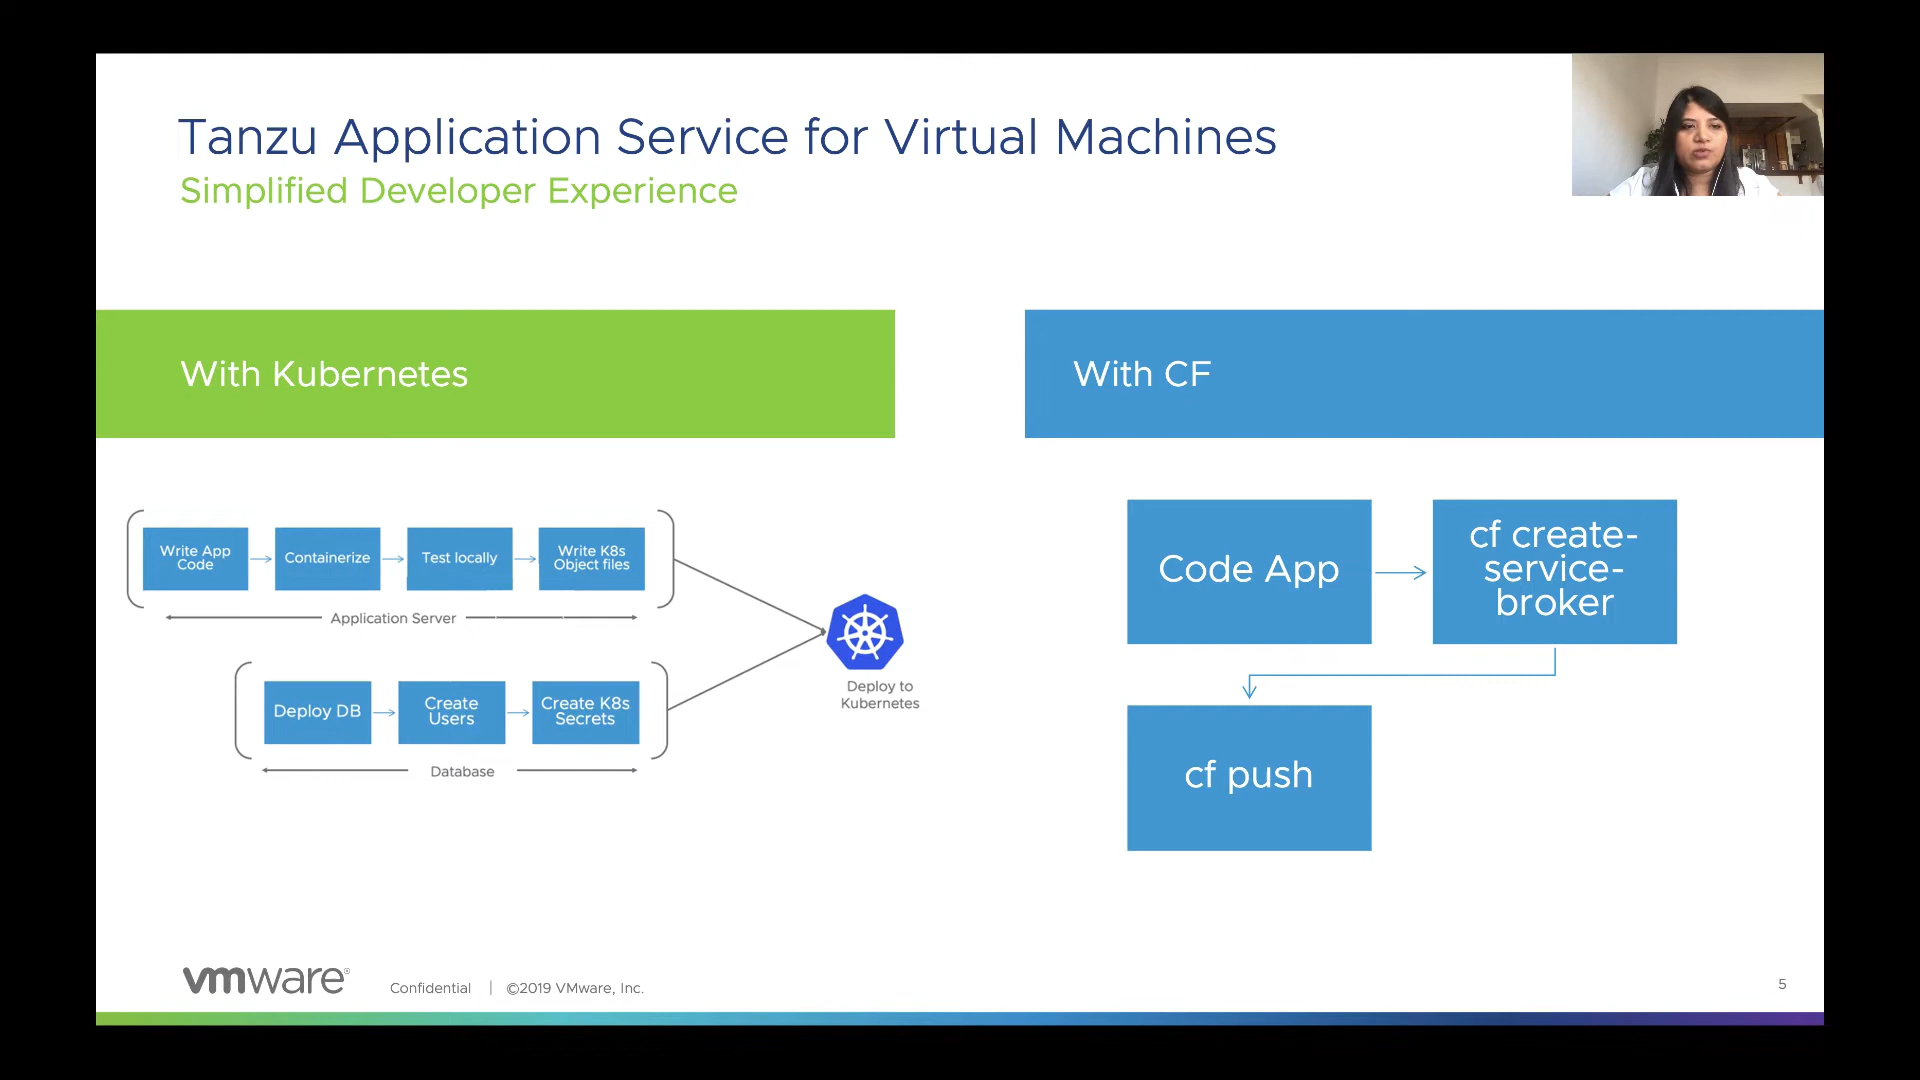 Tanzu Application Service for Virtual Machines
Simplified Developer Experience
With Kubernetes
Write App
Code
Containerize
Test locally
Write K8s
Object files
Application Server
Deploy DB
Create
Users
Create K8s
Secrets
Database
Deploy to
Kubernetes
With CF
Code App
cf create-
service-
broker
cf push
vmware®
Confidential | ©2019 VMware, Inc.
5